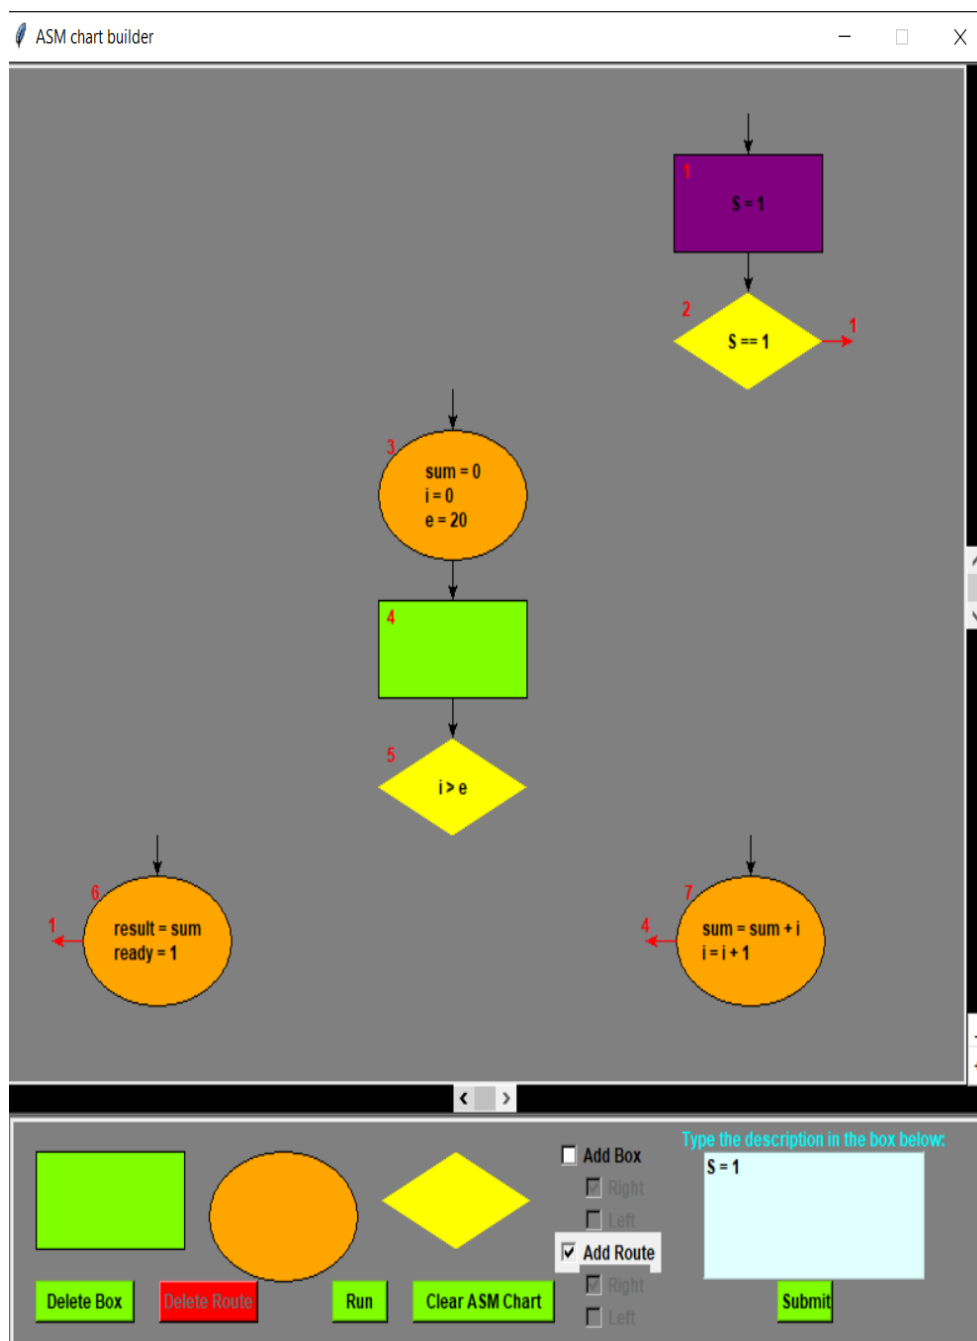 ASM chart builder
1
S = 1
2
S == 1
1
3
sum = 0
i = 0
e = 20
4
5
i > e
6
1
result = sum
ready = 1
7
4
sum = sum + i
i = i + 1
Type the description in the box below:
S = 1
Add Box
Right
Left
Add Route
Right
Left
Delete Box
Delete Route
Run
Clear ASM Chart
Submit